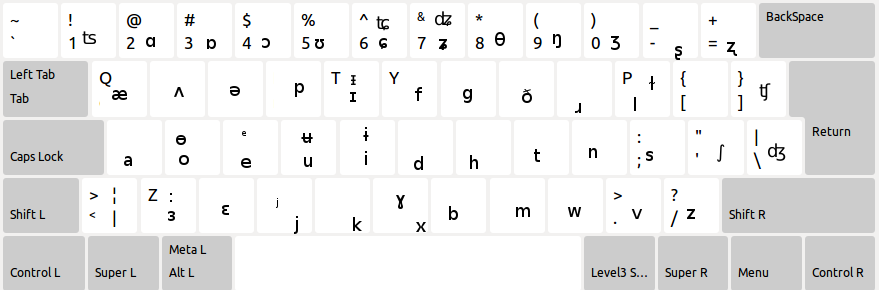 ~ ! @ # $ % ^ ʨ & ʥ * ( ) _ + BackSpace
` 1 ʦ 2 ɑ 3 ɒ 4 ɔ 5 ʊ 6 ɕ 7 ʑ 8 θ 9 ŋ 0 ʒ - ʂ = ʐ
Left Tab Q T ɪ Y P ɫ { }
Tab æ ʌ ə p ɪ f g ð ɹ l [ ] ʧ
ɵ ᵉ ʉ ɨ : " | Return
Caps Lock a o e u i d h t n ; s ' ʃ \ ʤ
> ¦ Z : ʲ ɣ > ?
Shift L < | ɜ ɛ j k x b m w . v / z Shift R
Meta L
Control L Super L Alt L Level3 S... Super R Menu Control R